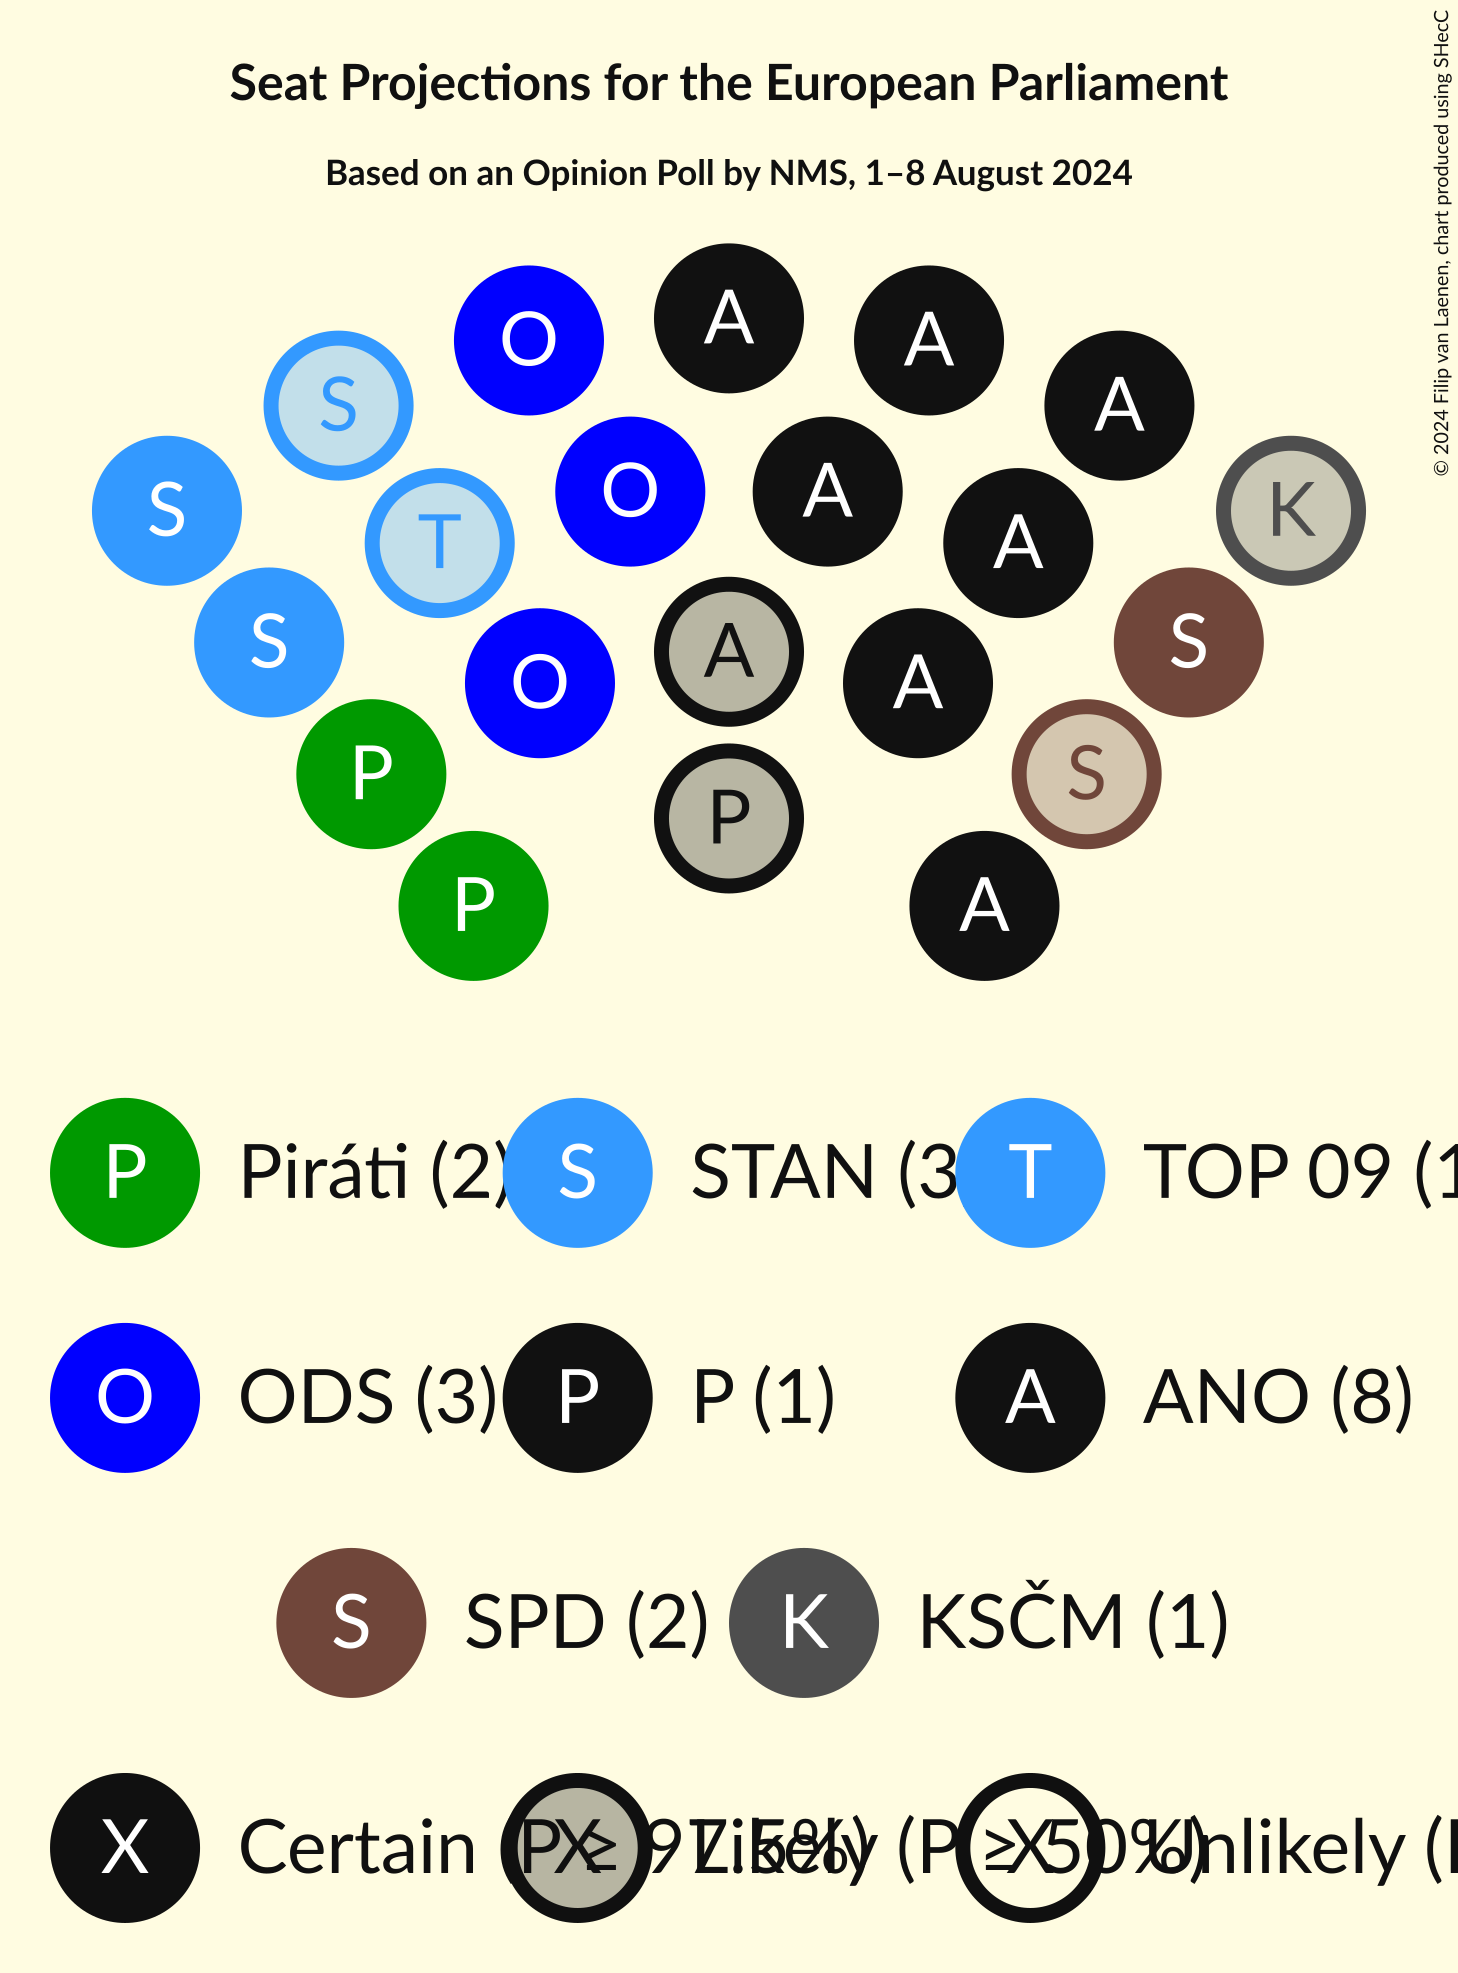 Seat Projections for the European Parliament
Based on an Opinion Poll by NMS, 1–8 August 2024
© 2024 Filip van Laenen, chart produced using SHecC
A
O A
S A
O A
S K
T A
S S
A
O A
P S
P
P A
P Piráti (2) S STAN (3 T TOP 09 (1
O ODS (3) P P (1) A ANO (8)
S SPD (2) K KSČM (1)
X Certain (P ≥ 97.5%) X Likely (P ≥ 50%) X Unlikely (